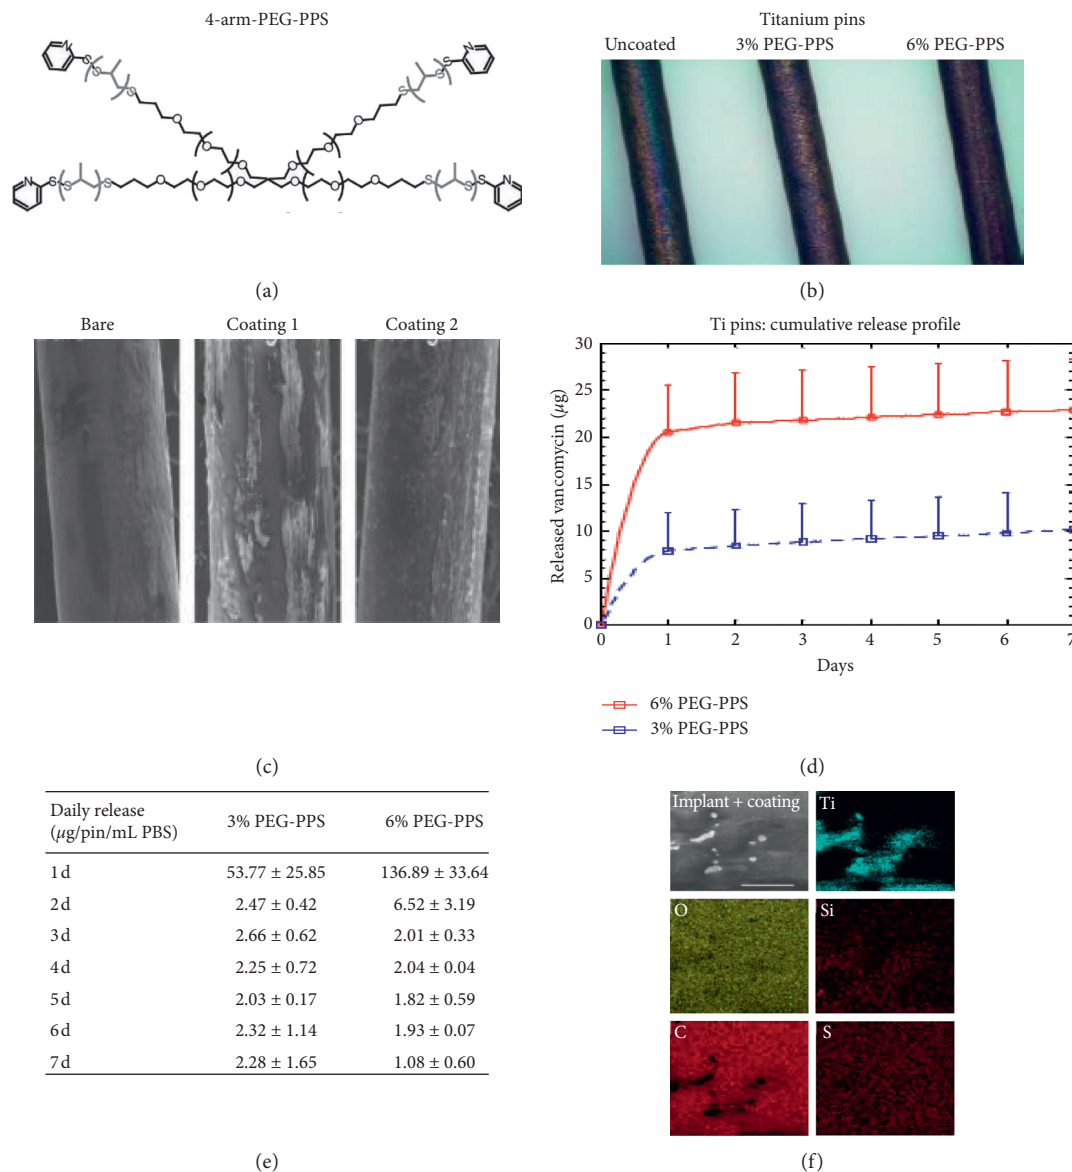 4-arm-PEG-PPS
N
N
S
S
S
S
S
S
O
O
O
O
O
O
N
S
S
S
O
O
O
O
O
O
S
S
S
N
(a)
Titanium pins
Uncoated 3% PEG-PPS 6% PEG-PPS
(b)
Bare Coating 1 Coating 2
(c)
Ti pins: cumulative release profile
Released vancomycin (µg)
30
25
20
15
10
5
0
0 1 2 3 4 5 6 7
Days
6% PEG-PPS
3% PEG-PPS
(d)
Daily release
(µg/pin/mL PBS) 3% PEG-PPS 6% PEG-PPS
1 d 53.77 ± 25.85 136.89 ± 33.64
2 d 2.47 ± 0.42 6.52 ± 3.19
3 d 2.66 ± 0.62 2.01 ± 0.33
4 d 2.25 ± 0.72 2.04 ± 0.04
5 d 2.03 ± 0.17 1.82 ± 0.59
6 d 2.32 ± 1.14 1.93 ± 0.07
7 d 2.28 ± 1.65 1.08 ± 0.60
(e)
Implant + coating Ti
O Si
C S
(f)